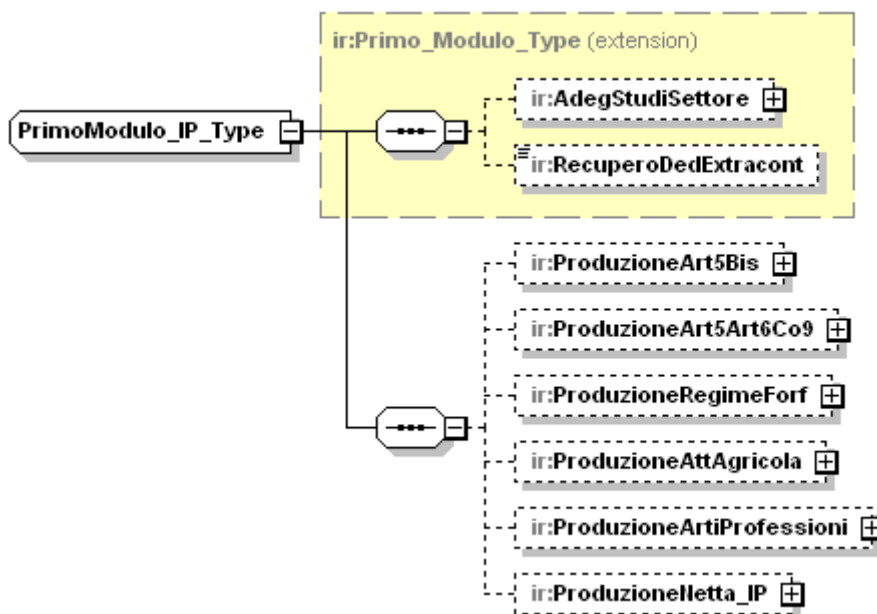 ir:Primo_Modulo_Type (extension)
ir:AdegStudiSettore
PrimoModulo_IP_Type
ir:RecuperoDedExtracont
ir:ProduzioneArt5Bis
ir:ProduzioneArt5Art6Co9
ir:ProduzioneRegimeForf
ir:ProduzioneAttAgricola
ir:ProduzioneArtiProfessioni
ir:ProduzioneNetta_IP